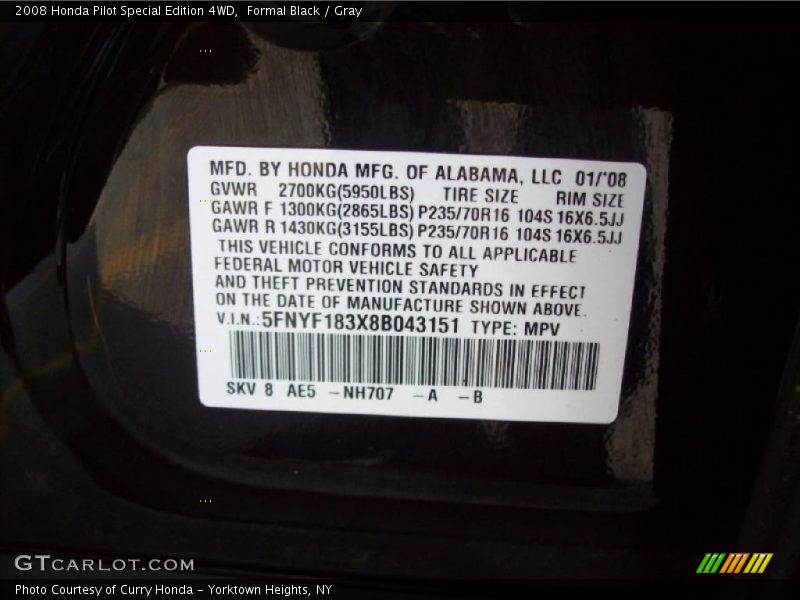 2008 Honda Pilot Special Edition 4WD,  Formal Black / Gray
MFD. BY HONDA MFG. OF ALABAMA, LLC 01/'08
GVWR 2700KG(5950LBS) TIRE SIZE RIM SIZE
GAWR F 1300KG(2865LBS) P235/70R16 104S 16X6.5JJ
GAWR R 1430KG(3155LBS) P235/70R16 104S 16X6.5JJ
THIS VEHICLE CONFORMS TO ALL APPLICABLE
FEDERAL MOTOR VEHICLE SAFETY
AND THEFT PREVENTION STANDARDS IN EFFECT
ON THE DATE OF MANUFACTURE SHOWN ABOVE.
V.I.N.:5FNYF183X8B043151 TYPE: MPV
SKV 8 AE5 -NH707 -A -B
GTCARLOT.COM
Photo Courtesy of Curry Honda - Yorktown Heights, NY